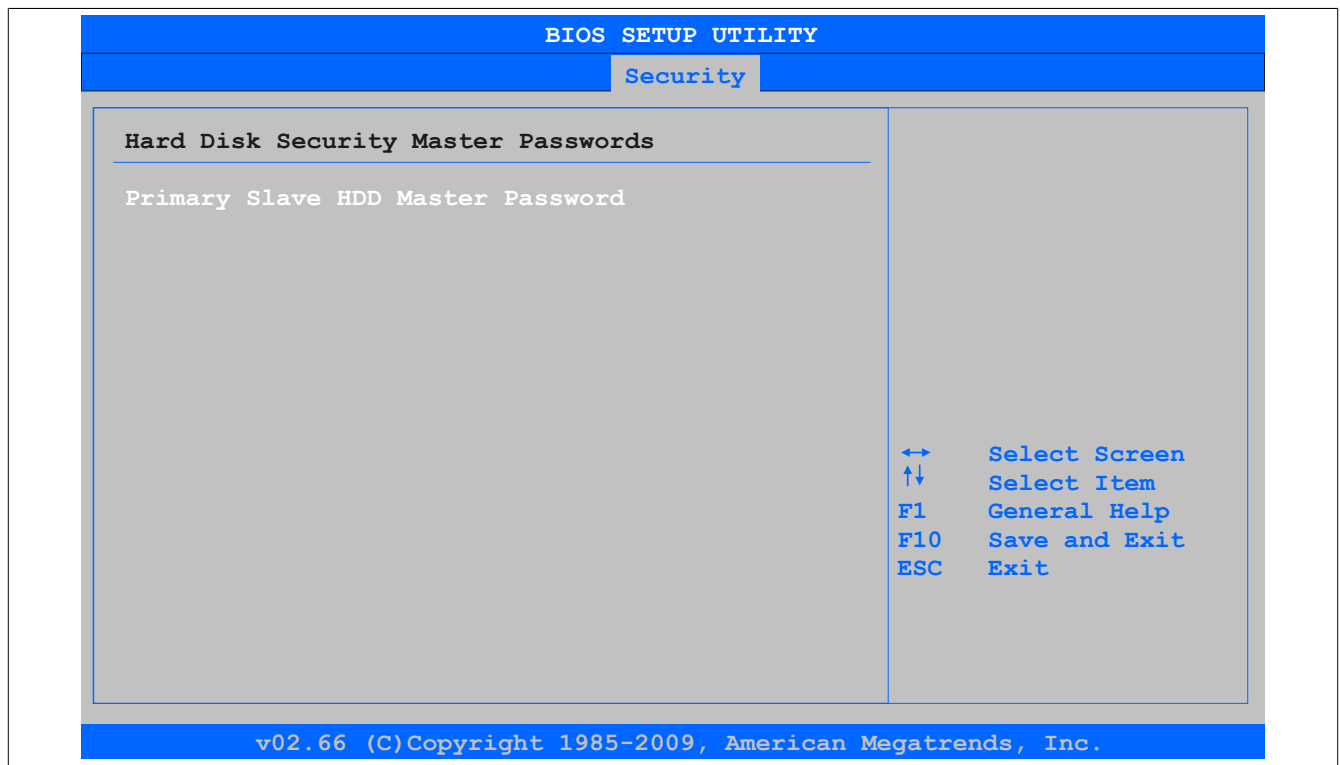 BIOS SETUP UTILITY
Security
Hard Disk Security Master Passwords
Primary Slave HDD Master Password
↔ Select Screen
↑↓ Select Item
F1 General Help
F10 Save and Exit
ESC Exit
v02.66 (C)Copyright 1985-2009, American Megatrends, Inc.